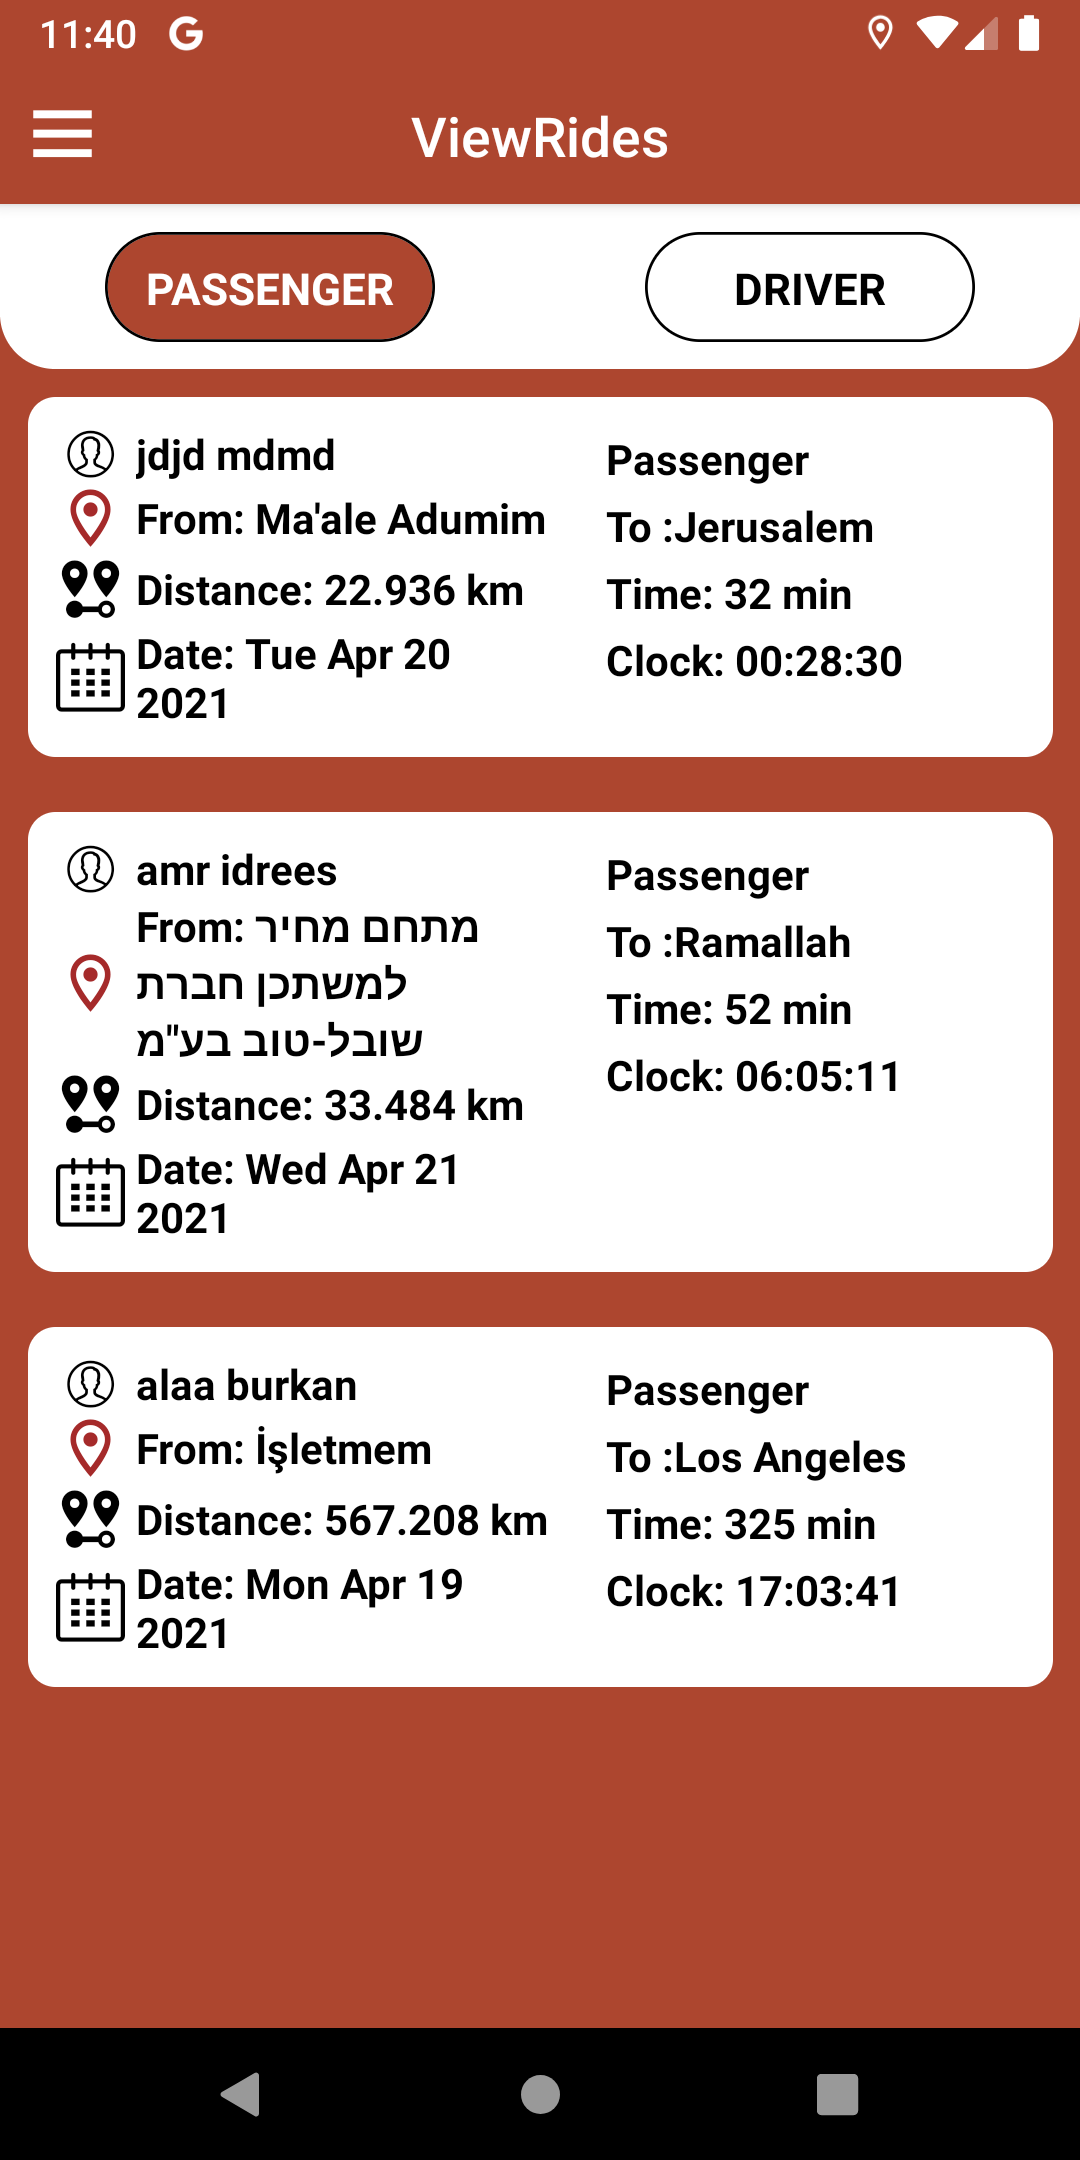 11:40 G
ViewRides
PASSENGER
DRIVER
jdjd mdmd
From: Ma'ale Adumim
Distance: 22.936 km
Date: Tue Apr 20
2021
Passenger
To :Jerusalem
Time: 32 min
Clock: 00:28:30
amr idrees
From: מתחם מחיר
למשתכן חברת
שובל-טוב בע"מ
Distance: 33.484 km
Date: Wed Apr 21
2021
Passenger
To :Ramallah
Time: 52 min
Clock: 06:05:11
alaa burkan
From: İşletmem
Distance: 567.208 km
Date: Mon Apr 19
2021
Passenger
To :Los Angeles
Time: 325 min
Clock: 17:03:41